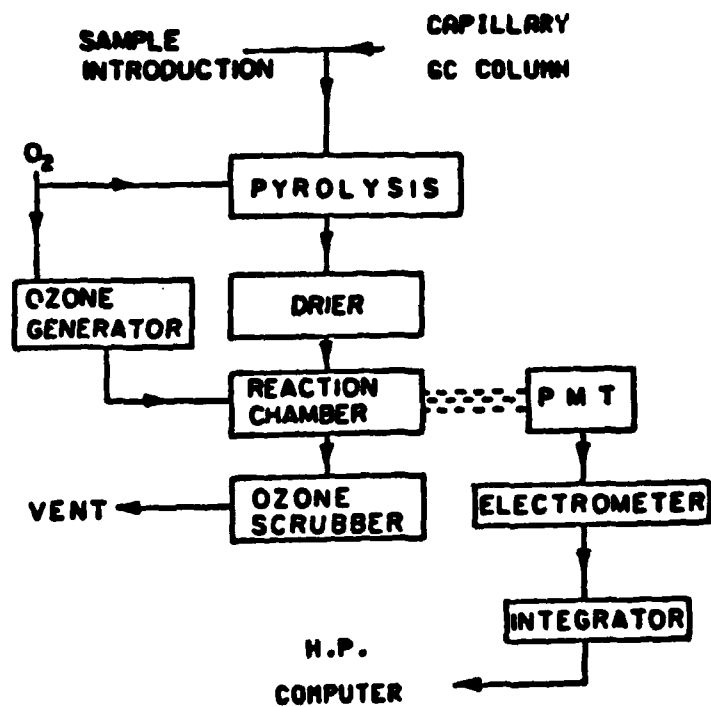 SAMPLE
INTRODUCTION
CAPILLARY
GC COLUMN
O₂
PYROLYSIS
OZONE
GENERATOR
DRIER
REACTION
CHAMBER
PMT
VENT
OZONE
SCRUBBER
ELECTROMETER
INTEGRATOR
H.P.
COMPUTER